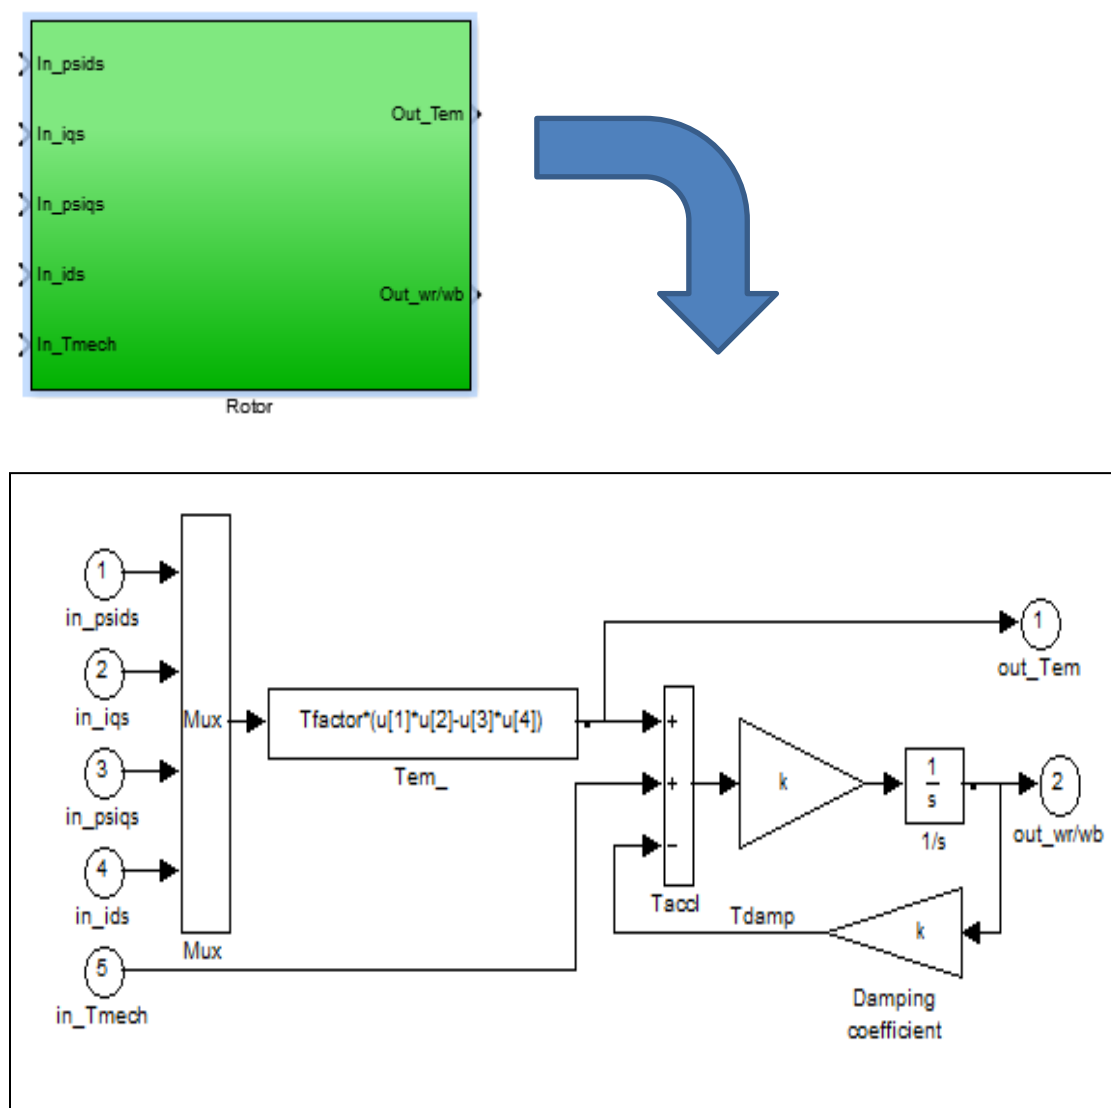 In_psids
Out_Tem
In_iqs
In_psiqs
In_ids
Out_wr/wb
In_Tmech
Rotor
1
in_psids
1
out_Tem
2
in_iqs
Mux
Tfactor*(u[1]*u[2]-u[3]*u[4])
+
Tem_
3
in_psiqs
+
k
1
s
1/s
2
out_wr/wb
−
4
in_ids
Taccl
Tdamp
k
Mux
5
in_Tmech
Damping
coefficient